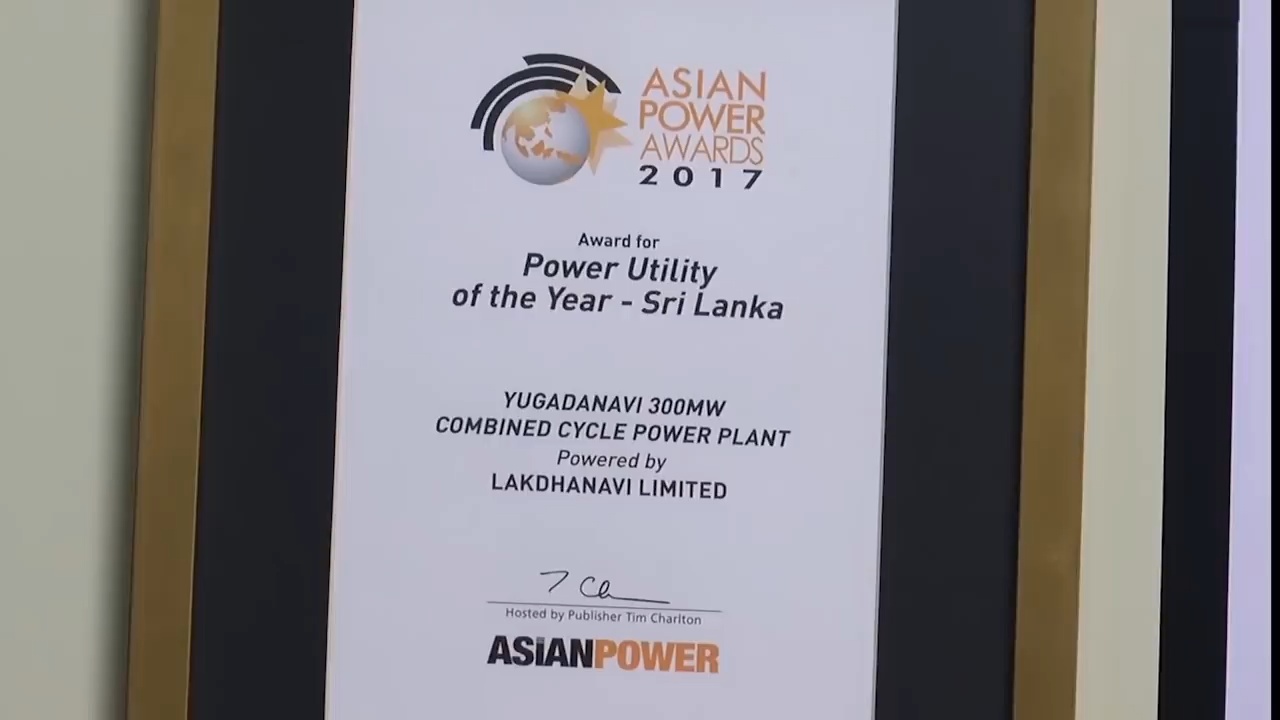 ASIAN
POWER
AWARDS
2017
Award for
Power Utility
of the Year - Sri Lanka
YUGADANAVI 300MW
COMBINED CYCLE POWER PLANT
Powered by
LAKDHANAVI LIMITED
Hosted by Publisher Tim Charlton
ASiANPOWER